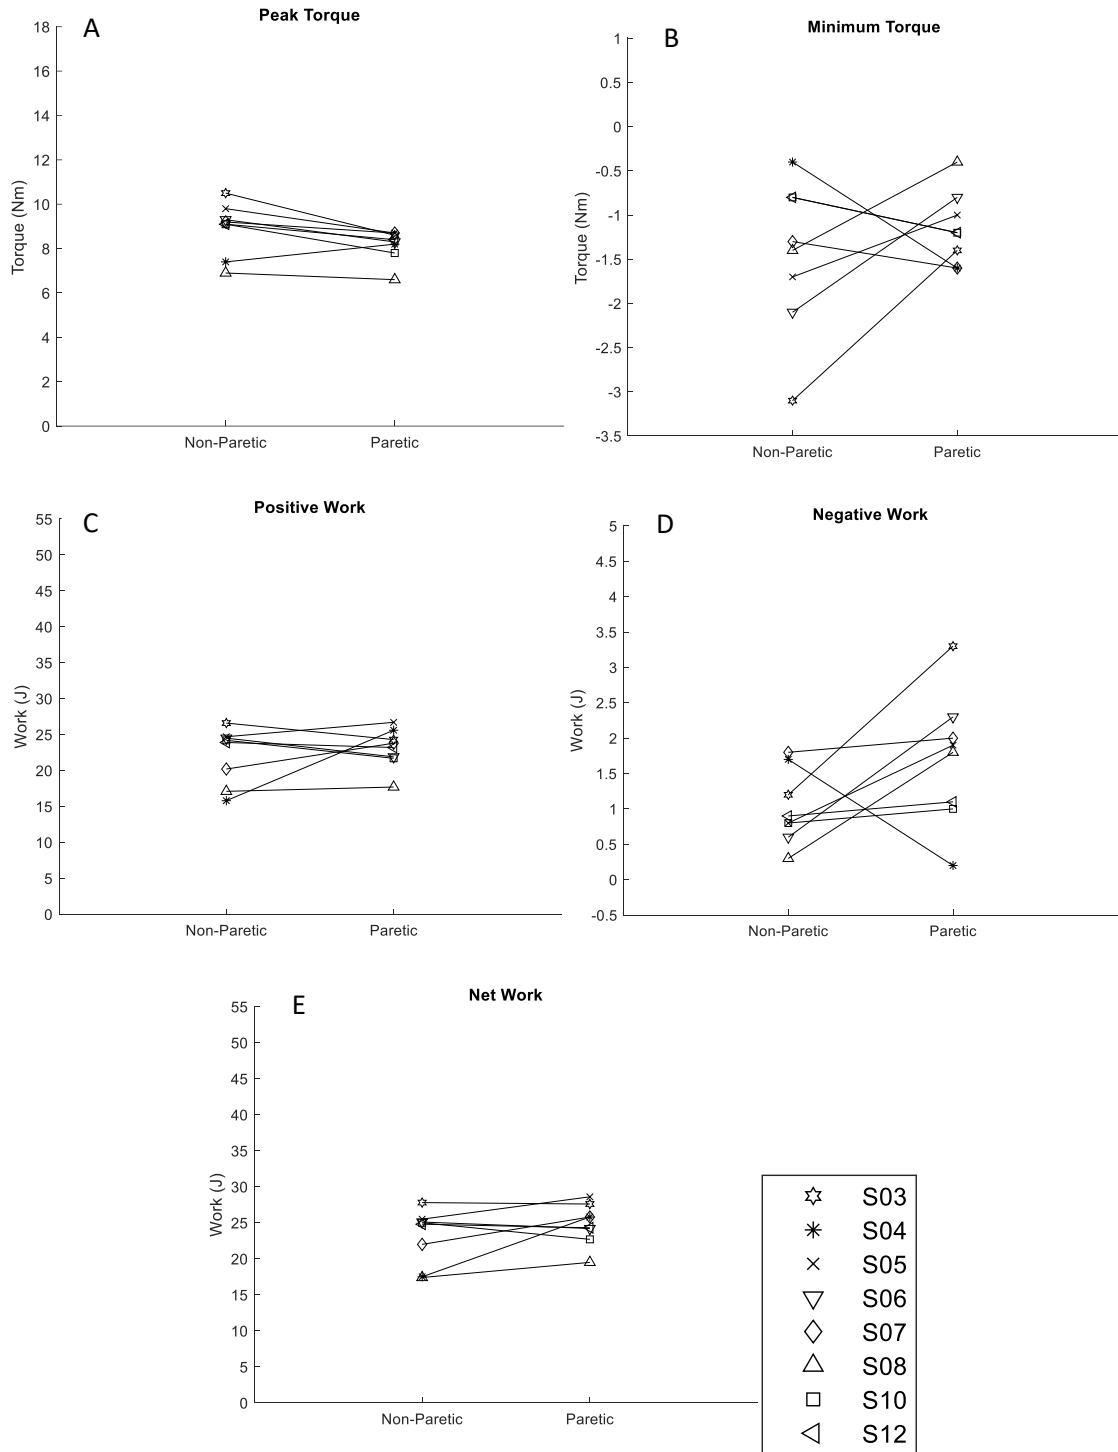 A
Peak Torque
18
16
14
12
10
8
6
4
2
0
Torque (Nm)
Non-Paretic Paretic
B
Minimum Torque
1
0.5
0
-0.5
-1
-1.5
-2
-2.5
-3
-3.5
Torque (Nm)
Non-Paretic Paretic
C
Positive Work
55
50
45
40
35
30
25
20
15
10
5
0
Work (J)
Non-Paretic Paretic
D
Negative Work
5
4.5
4
3.5
3
2.5
2
1.5
1
0.5
0
-0.5
Work (J)
Non-Paretic Paretic
E
Net Work
55
50
45
40
35
30
25
20
15
10
5
0
Work (J)
Non-Paretic Paretic
S03
S04
S05
S06
S07
S08
S10
S12